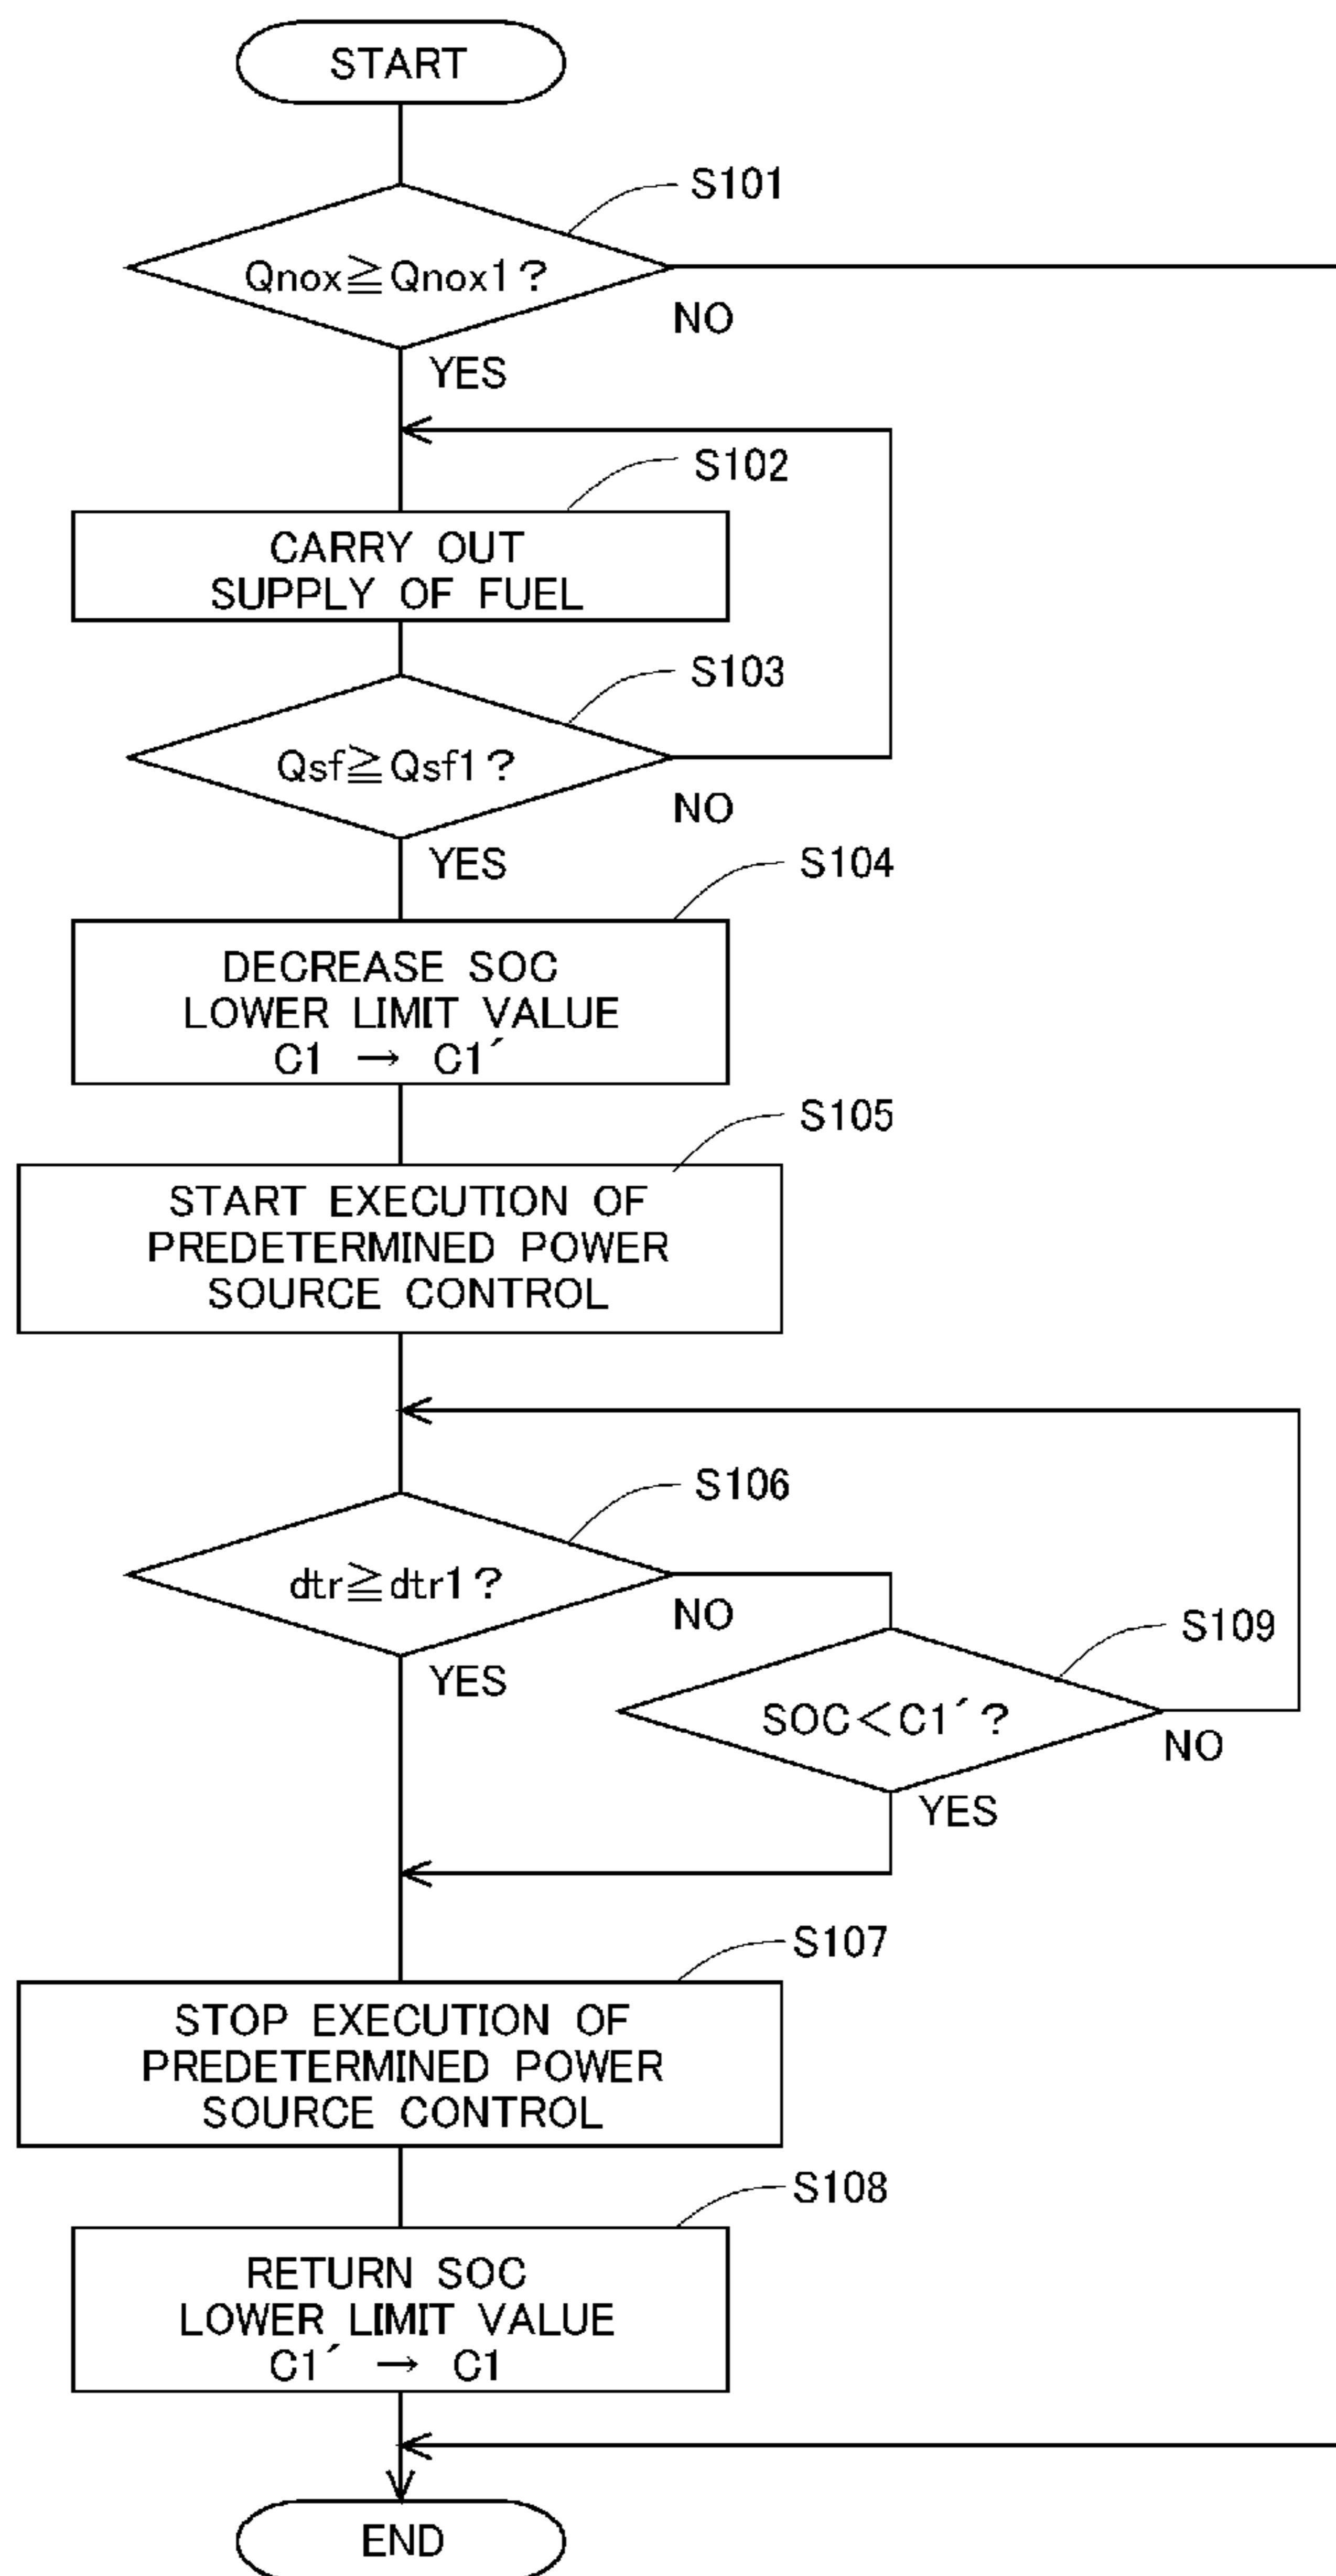 START
S101
Qnox≧Qnox1?
NO
YES
S102
CARRY OUT
SUPPLY OF FUEL
S103
Qsf≧Qsf1?
NO
YES
S104
DECREASE SOC
LOWER LIMIT VALUE
C1 → C1´
S105
START EXECUTION OF
PREDETERMINED POWER
SOURCE CONTROL
S106
dtr≧dtr1?
NO
YES
S109
SOC<C1´?
NO
YES
S107
STOP EXECUTION OF
PREDETERMINED POWER
SOURCE CONTROL
S108
RETURN SOC
LOWER LIMIT VALUE
C1´ → C1
END